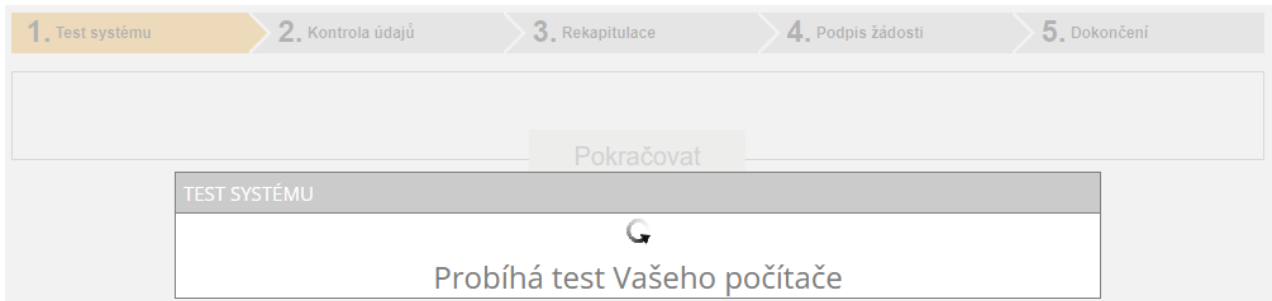 1. Test systému 2. Kontrola údajů 3. Rekapitulace 4. Podpis žádosti 5. Dokončení
Pokračovat
TEST SYSTÉMU
Probíhá test Vašeho počítače